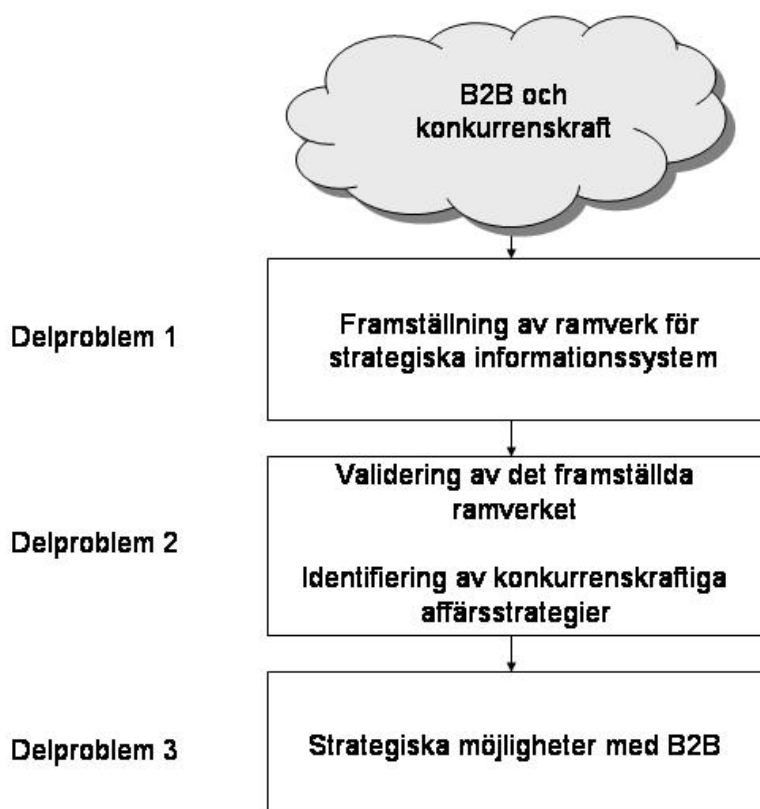 B2B och
konkurrenskraft
Delproblem 1
Framställning av ramverk för
strategiska informationssystem
Delproblem 2
Validering av det framställda
ramverket
Identifiering av konkurrenskraftiga
affärsstrategier
Delproblem 3
Strategiska möjligheter med B2B